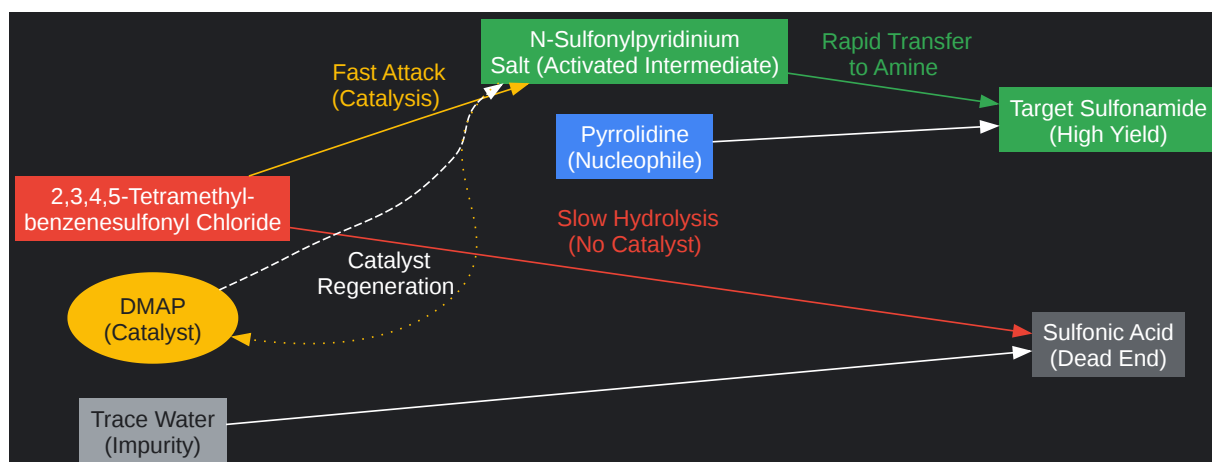 N-Sulfonylpyridinium
Salt (Activated Intermediate)
Rapid Transfer
to Amine
Fast Attack
(Catalysis)
Target Sulfonamide
(High Yield)
Pyrrolidine
(Nucleophile)
2,3,4,5-Tetramethyl-
benzenesulfonyl Chloride
Slow Hydrolysis
(No Catalyst)
Catalyst
Regeneration
DMAP
(Catalyst)
Sulfonic Acid
(Dead End)
Trace Water
(Impurity)